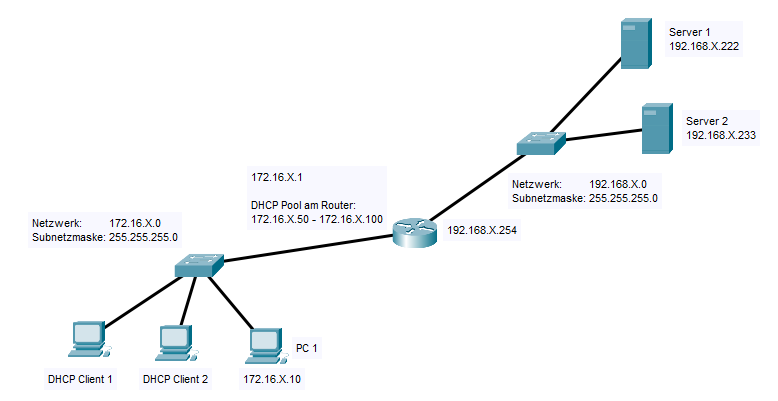 Server 1
192.168.X.222
Server 2
192.168.X.233
172.16.X.1
DHCP Pool am Router:
172.16.X.50 - 172.16.X.100
Netzwerk: 192.168.X.0
Subnetzmaske: 255.255.255.0
Netzwerk: 172.16.X.0
Subnetzmaske: 255.255.255.0
192.168.X.254
PC 1
DHCP Client 1
DHCP Client 2
172.16.X.10